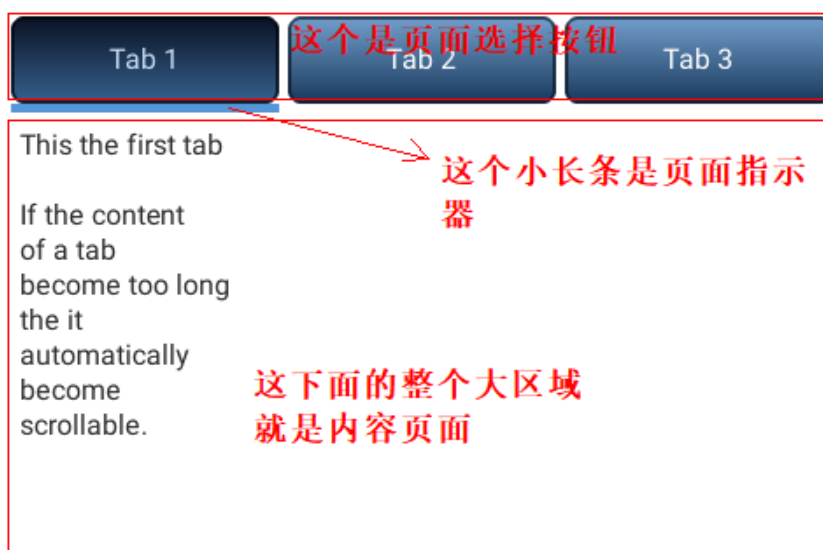 Tab 1
这个是页面选择按钮
Tab 2
Tab 3
This the first tab
这个小长条是页面指示
器
If the content
of a tab
become too long
the it
automatically
become
scrollable.
这下面的整个大区域
就是内容页面